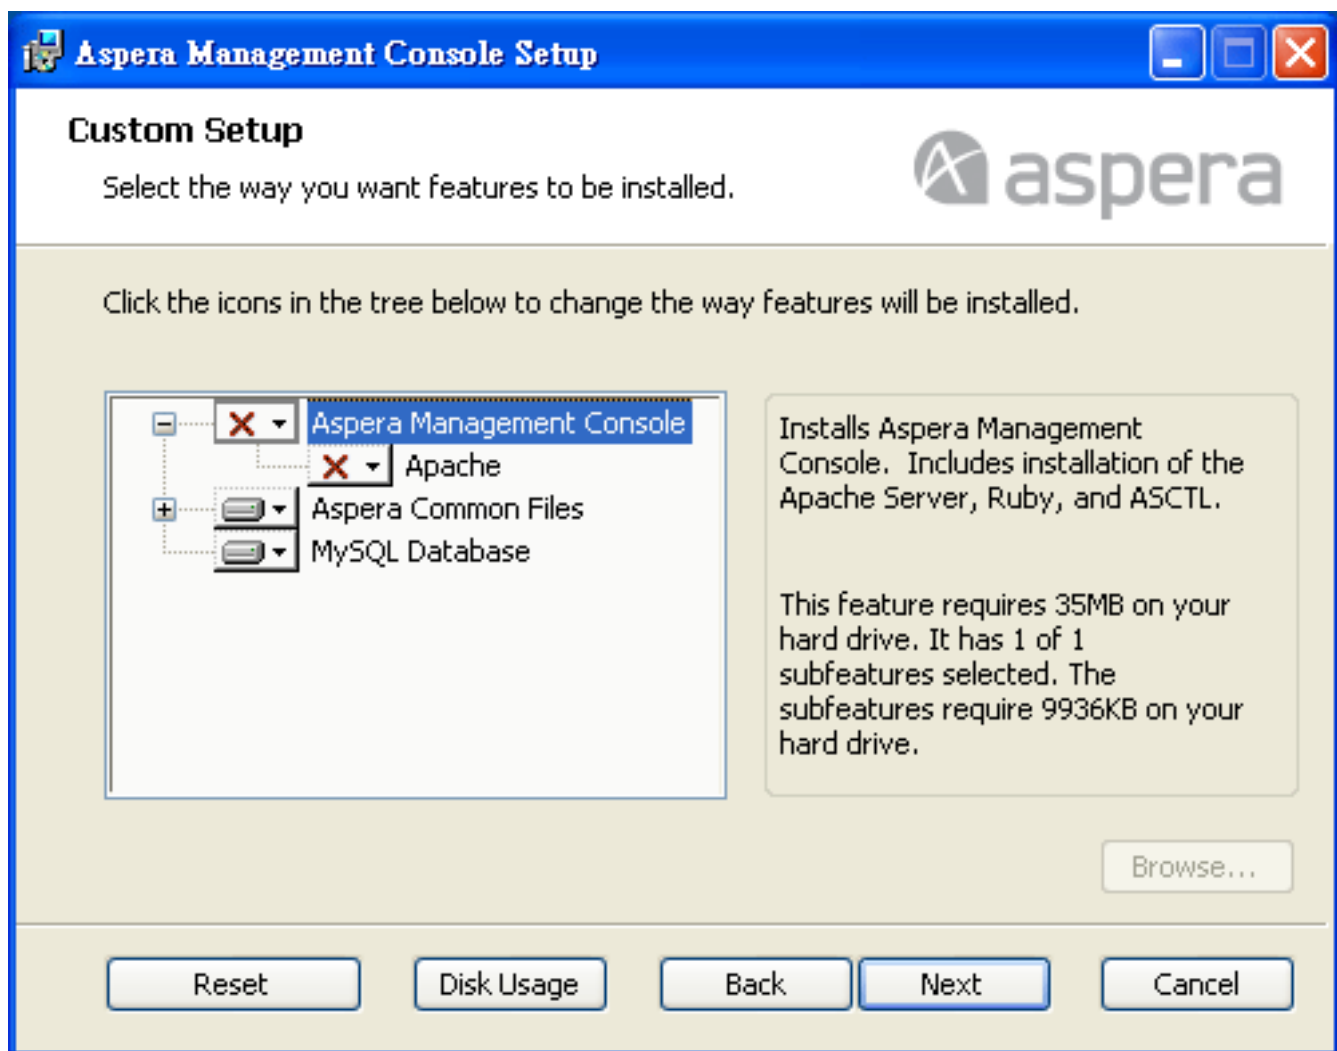 Aspera Management Console Setup
Custom Setup
Select the way you want features to be installed.
aspera
Click the icons in the tree below to change the way features will be installed.
Aspera Management Console
Apache
Aspera Common Files
MySQL Database
Installs Aspera Management
Console. Includes installation of the
Apache Server, Ruby, and ASCTL.
This feature requires 35MB on your
hard drive. It has 1 of 1
subfeatures selected. The
subfeatures require 9936KB on your
hard drive.
Browse...
Reset
Disk Usage
Back
Next
Cancel